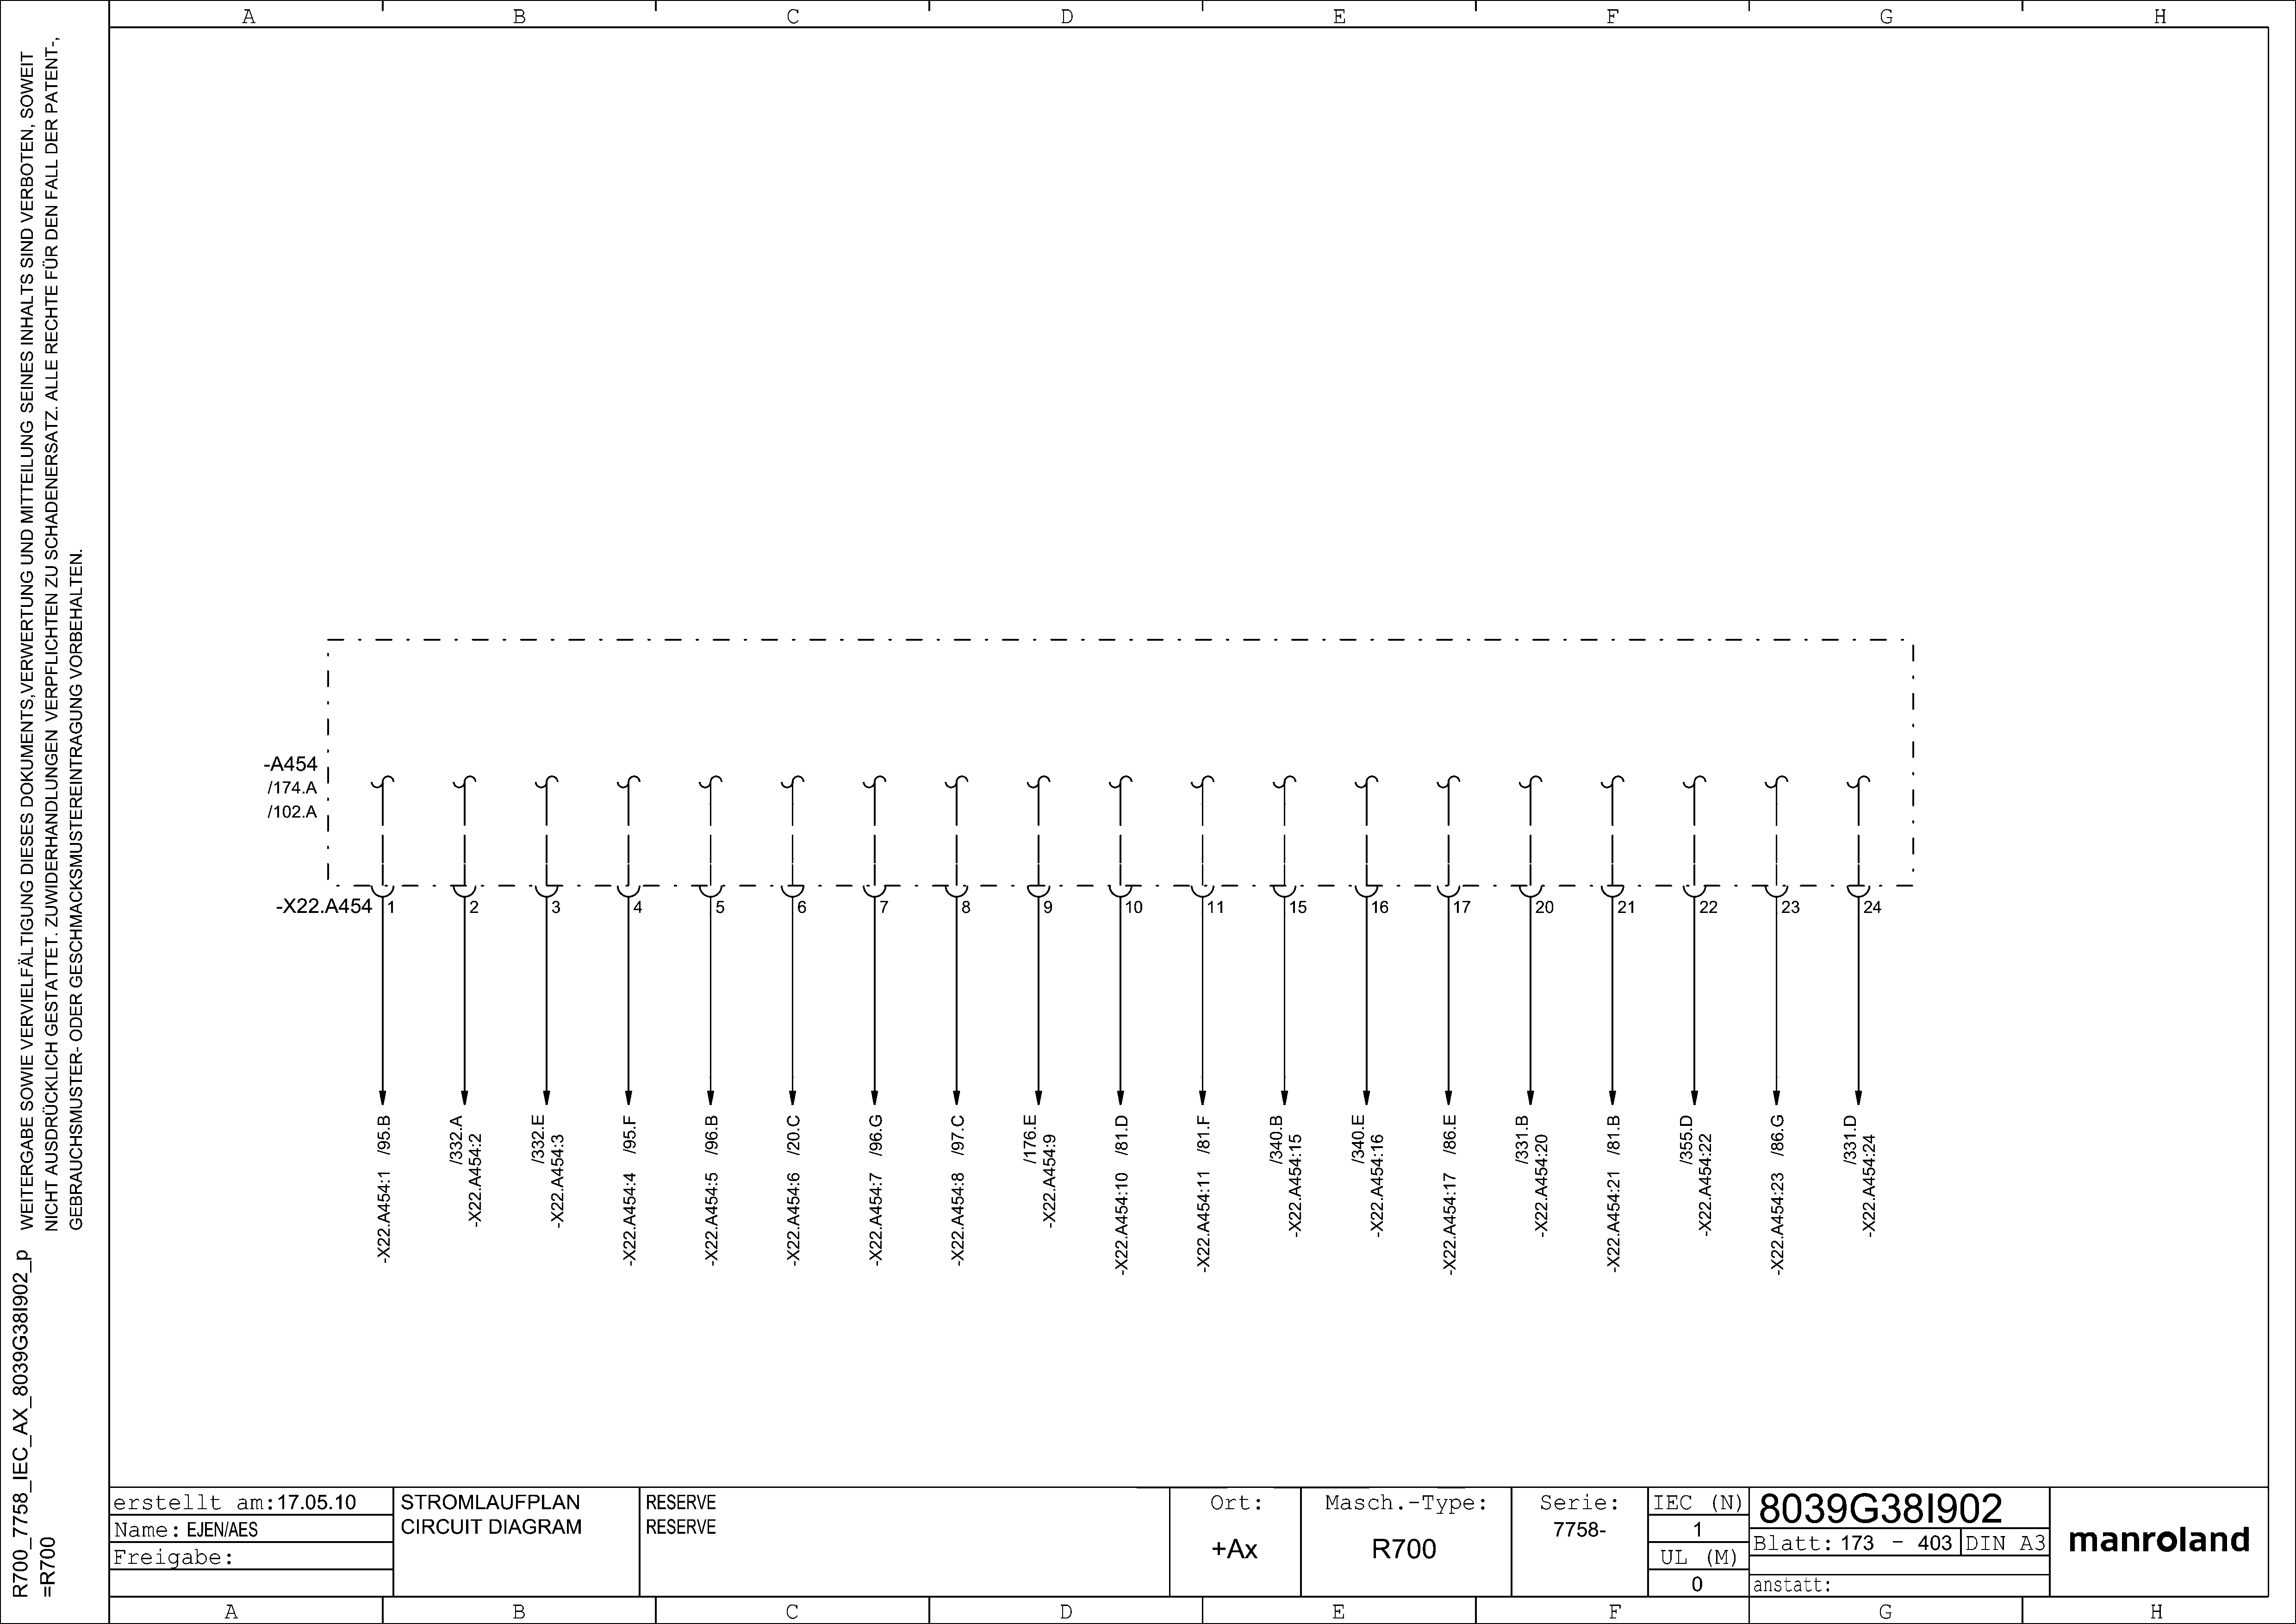 A B C D E F G H
WEITERGABE SOWIE VERVIELFÄLTIGUNG DIESES DOKUMENTS,VERWERTUNG UND MITTEILUNG SEINES INHALTS SIND VERBOTEN, SOWEIT
NICHT AUSDRÜCKLICH GESTATTET. ZUWIDERHANDLUNGEN VERPFLICHTEN ZU SCHADENERSATZ. ALLE RECHTE FÜR DEN FALL DER PATENT-,
GEBRAUCHSMUSTER- ODER GESCHMACKSMUSTEREINTRAGUNG VORBEHALTEN.
R700_7758_IEC_AX_8039G38I902_p
=R700
-A454
/174.A
/102.A
-X22.A454 1 2 3 4 5 6 7 8 9 10 11 15 16 17 20 21 22 23 24
-X22.A454:1 /95.B
/332.A
-X22.A454:2
/332.E
-X22.A454:3
-X22.A454:4 /95.F
-X22.A454:5 /96.B
-X22.A454:6 /20.C
-X22.A454:7 /96.G
-X22.A454:8 /97.C
/176.E
-X22.A454:9
-X22.A454:10 /81.D
-X22.A454:11 /81.F
/340.B
-X22.A454:15
/340.E
-X22.A454:16
-X22.A454:17 /86.E
/331.B
-X22.A454:20
-X22.A454:21 /81.B
/355.D
-X22.A454:22
-X22.A454:23 /86.G
/331.D
-X22.A454:24
erstellt am:17.05.10
Name: EJEN/AES
Freigabe:
STROMLAUFPLAN
CIRCUIT DIAGRAM
RESERVE
RESERVE
Ort:
+Ax
Masch.-Type:
R700
Serie:
7758-
IEC (N)
1
UL (M)
0
8039G38I902
Blatt: 173 - 403 DIN A3
anstatt:
manroland
A B C D E F G H